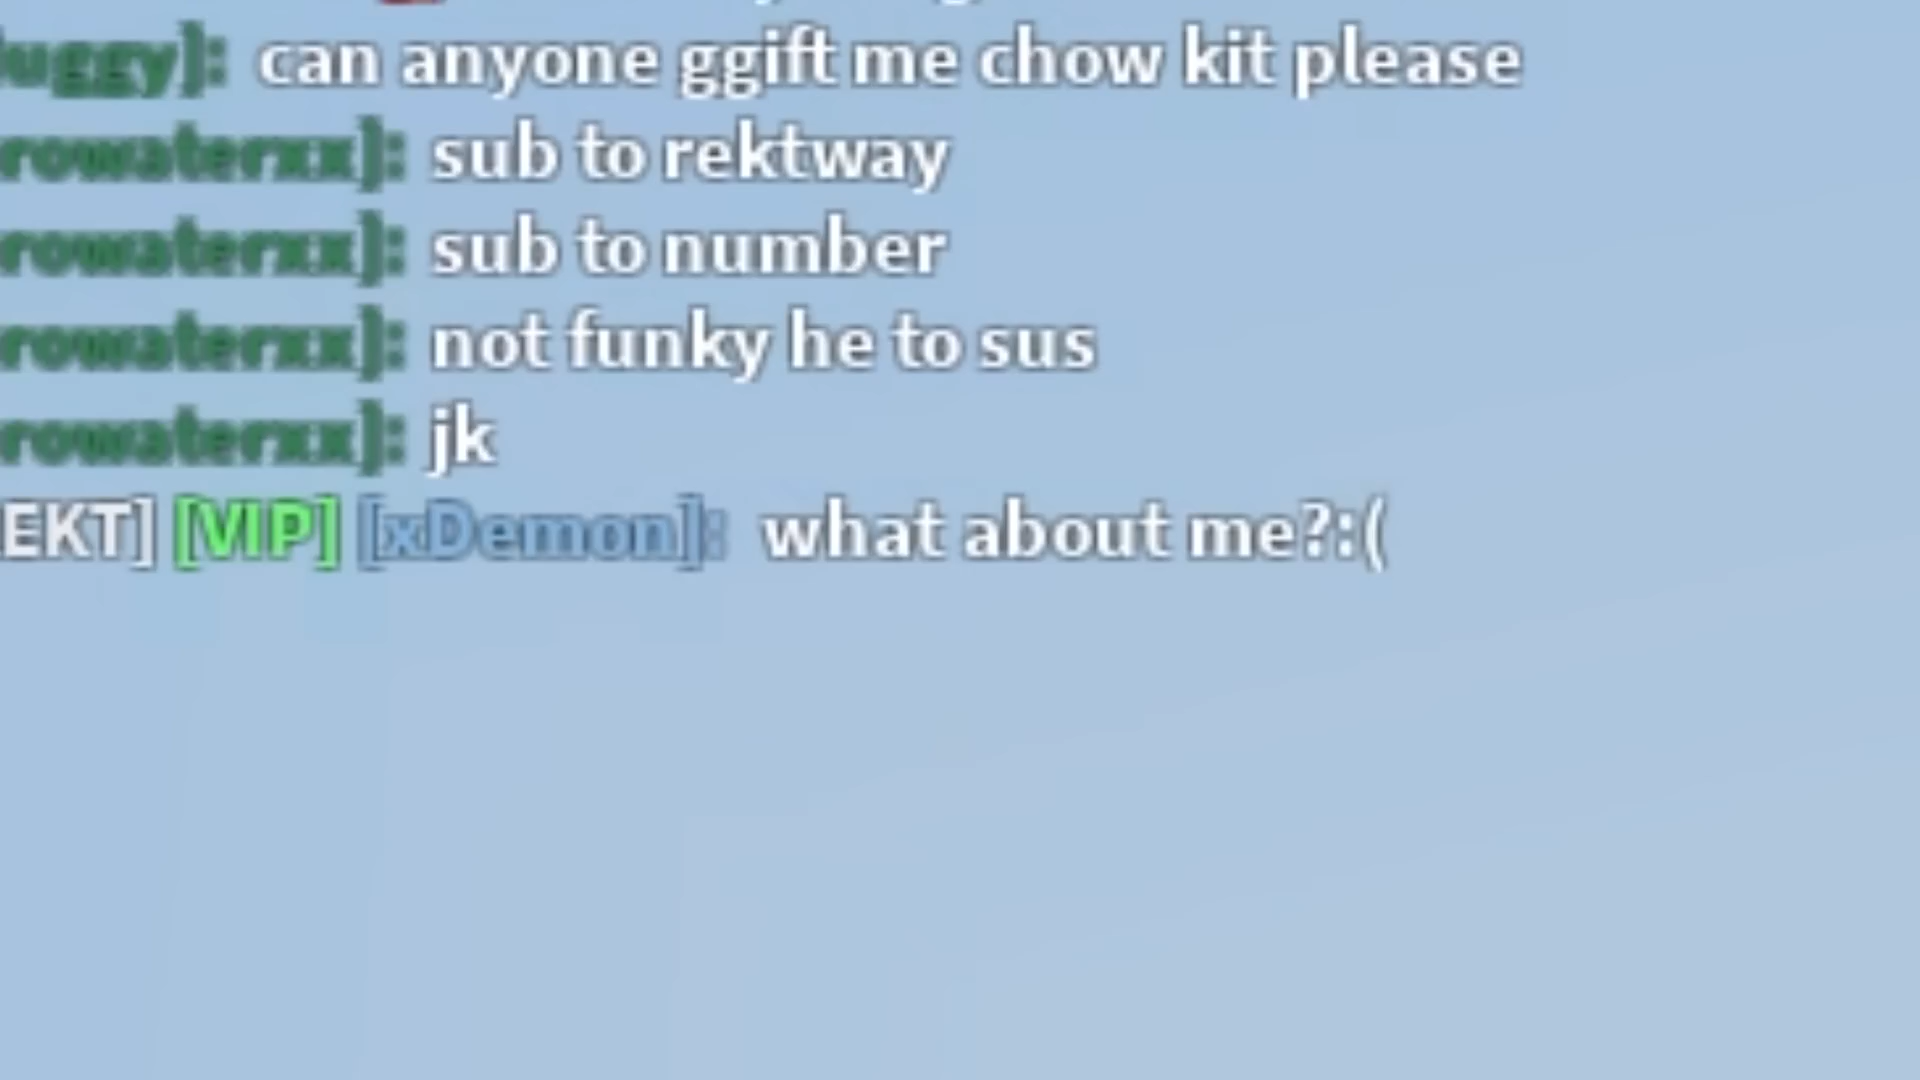 uggy]: can anyone ggift me chow kit please
rowaterxx]: sub to rektway
rowaterxx]: sub to number
rowaterxx]: not funky he to sus
rowaterxx]: jk
EKT] [VIP] [xDemon]: what about me?:(